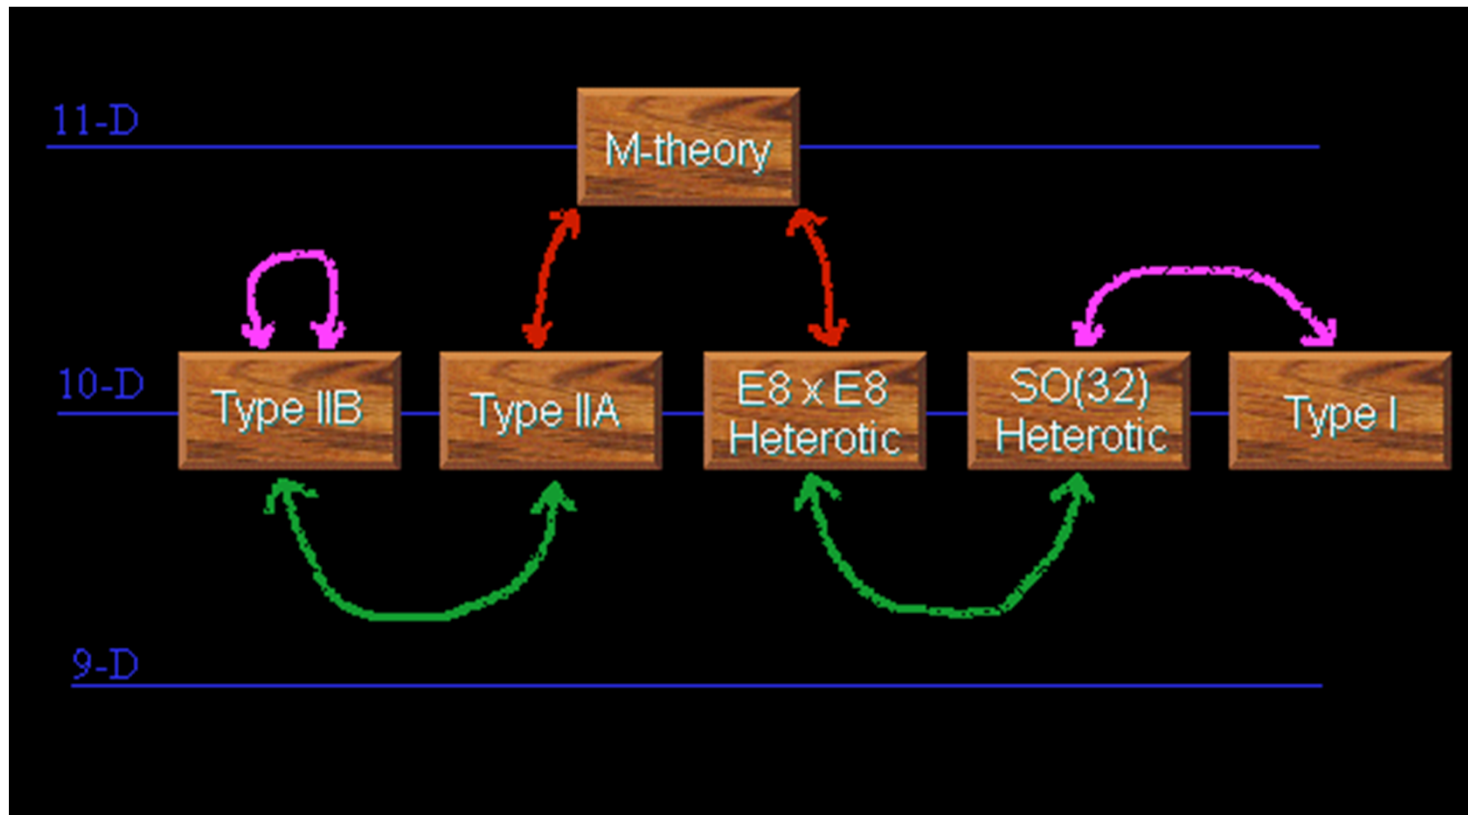 11-D
M-theory
10-D
Type IIB
Type IIA
E8 x E8
Heterotic
SO(32)
Heterotic
Type I
9-D